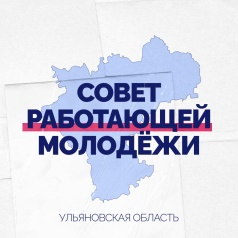 СОВЕТ
РАБОТАЮЩЕЙ
МОЛОДЁЖИ
УЛЬЯНОВСКАЯ ОБЛАСТЬ